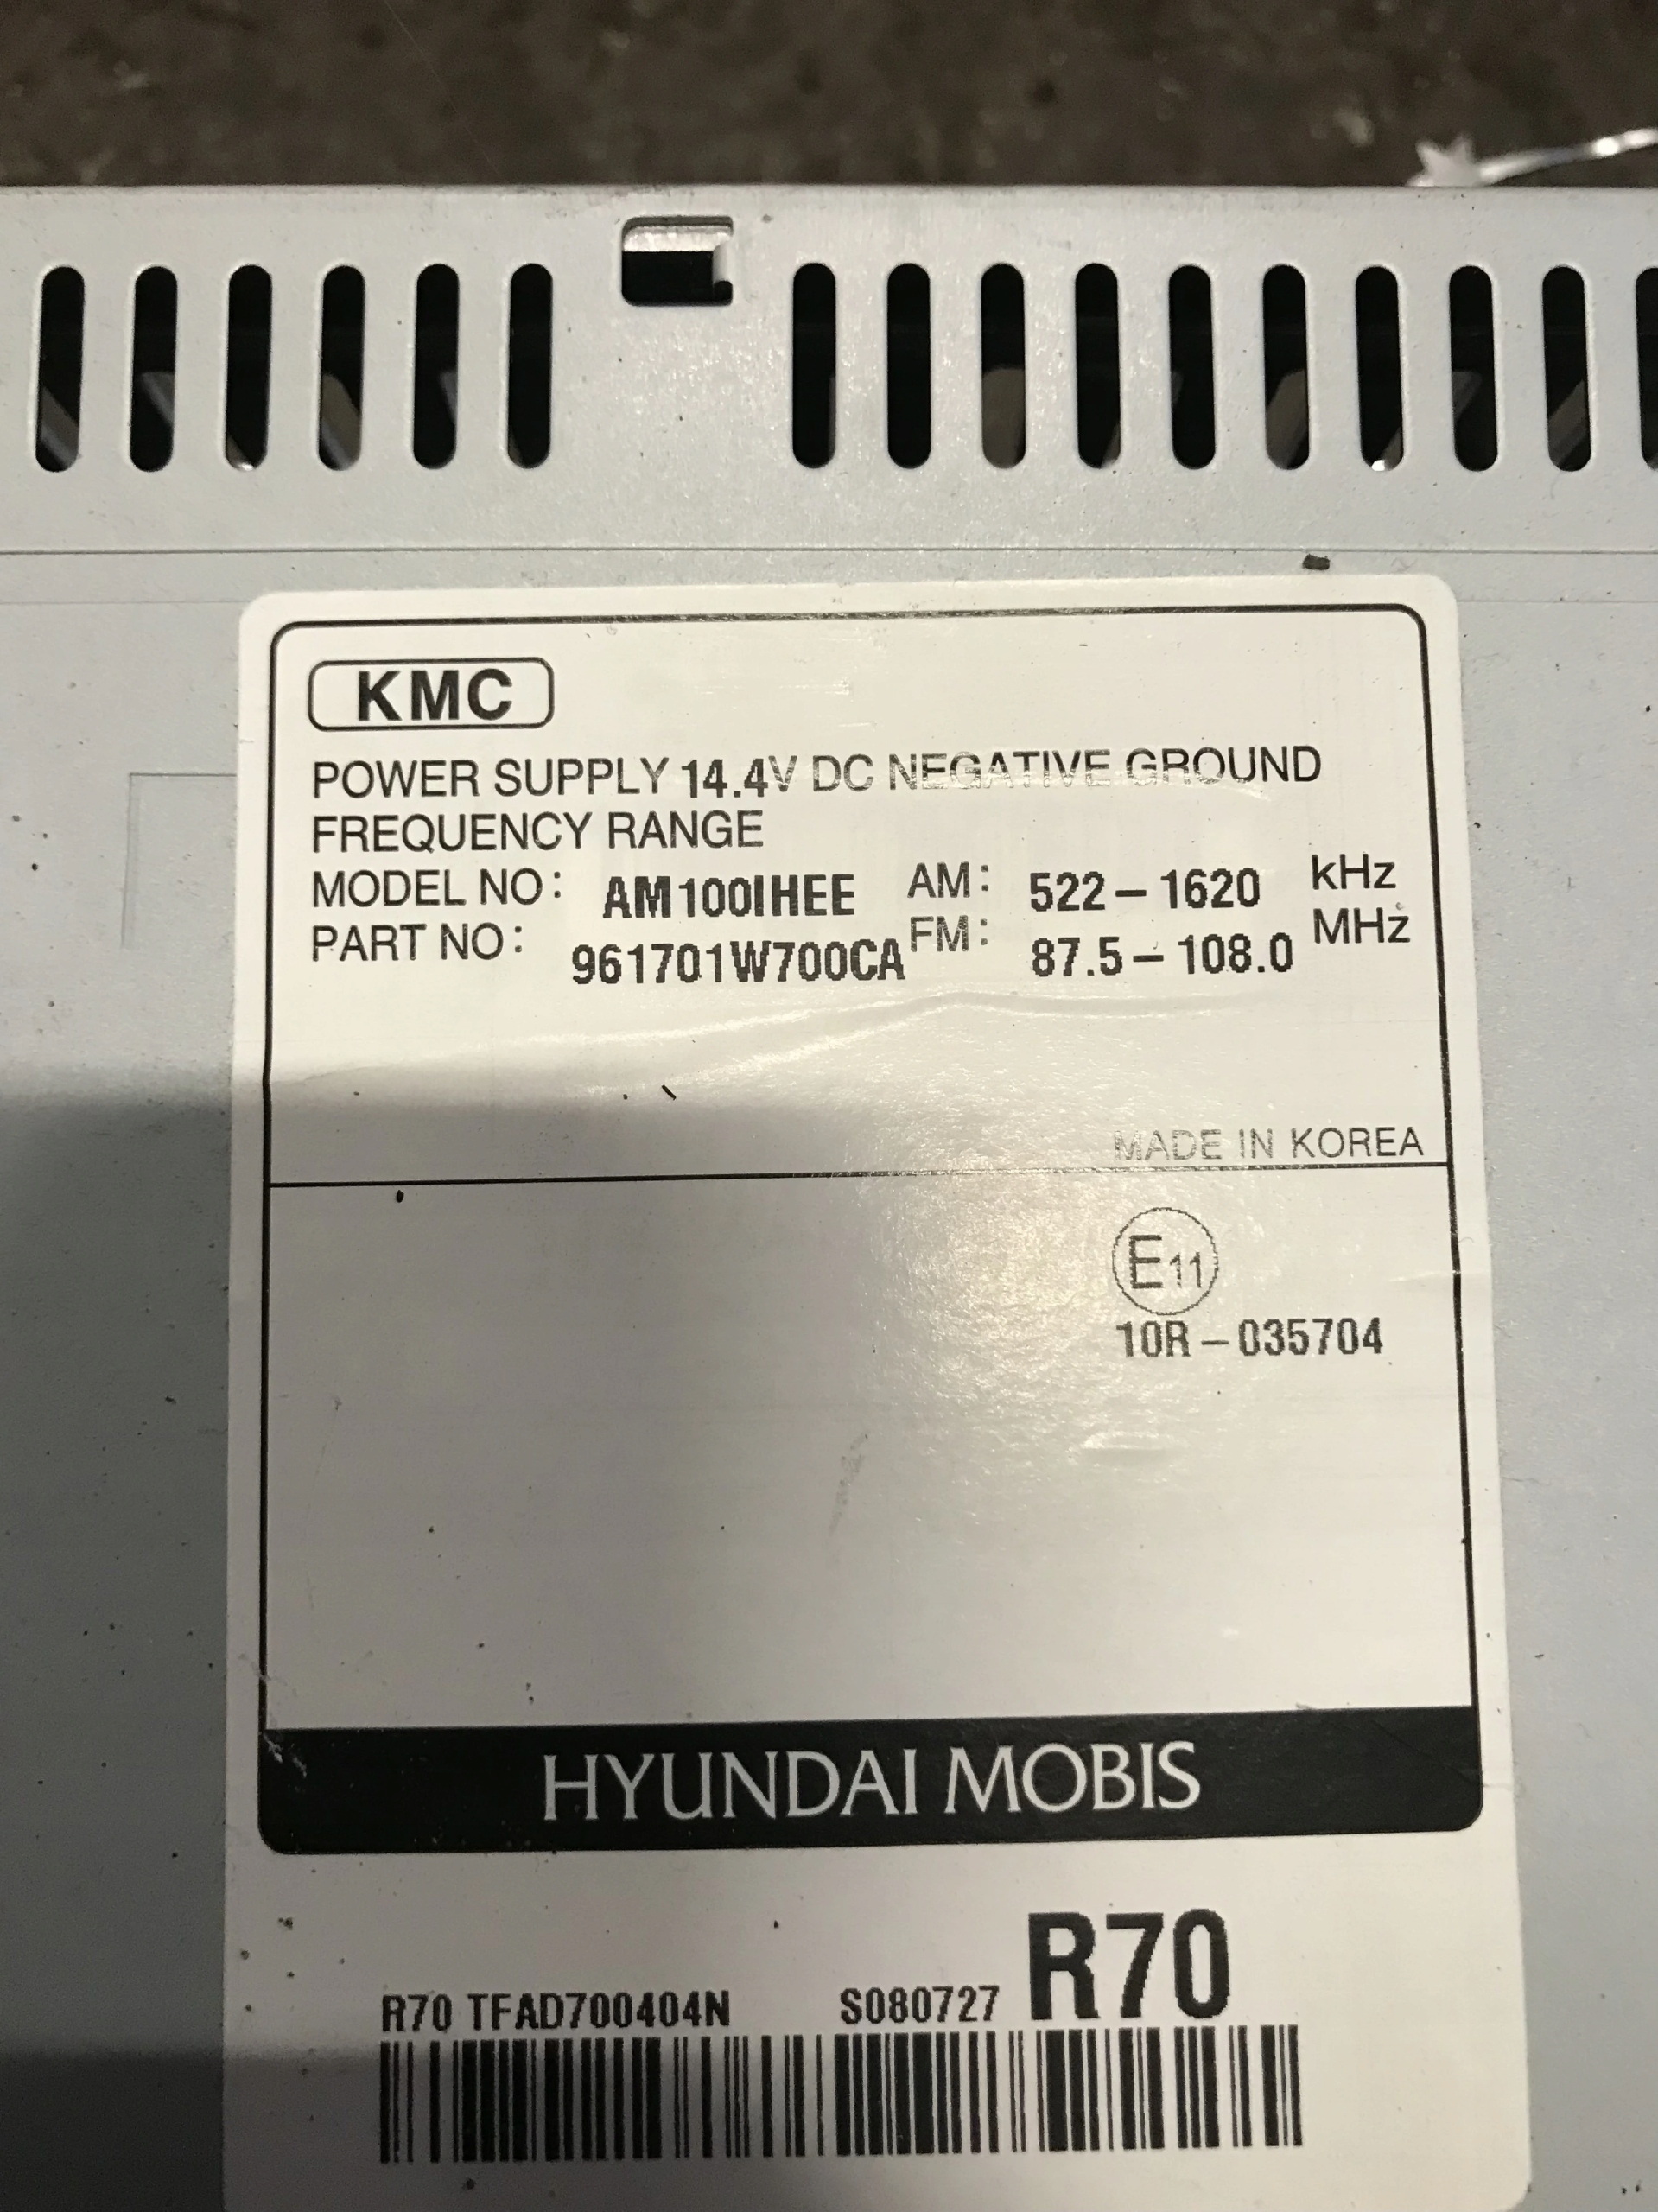 KMC
POWER SUPPLY 14.4V DC NEGATIVE GROUND
FREQUENCY RANGE
MODEL NO: AM100IHEE AM: 522-1620 kHz
PART NO: 961701W700CA FM: 87.5-108.0 MHz
MADE IN KOREA
E11
10R-035704
HYUNDAI MOBIS
R70 TFAD700404N S080727 R70